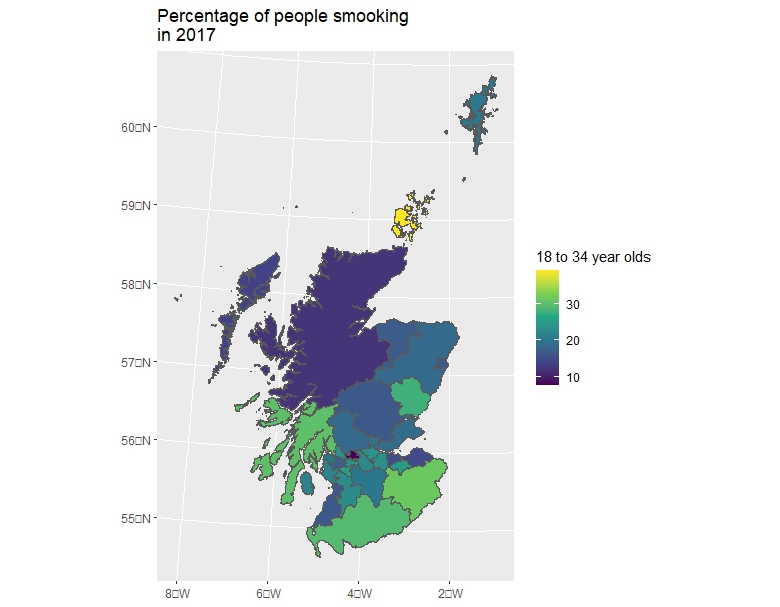 Percentage of people smooking
in 2017
60□N
59□N
58□N
57□N
56□N
55□N
8□W
6□W
4□W
2□W
18 to 34 year olds
30
20
10